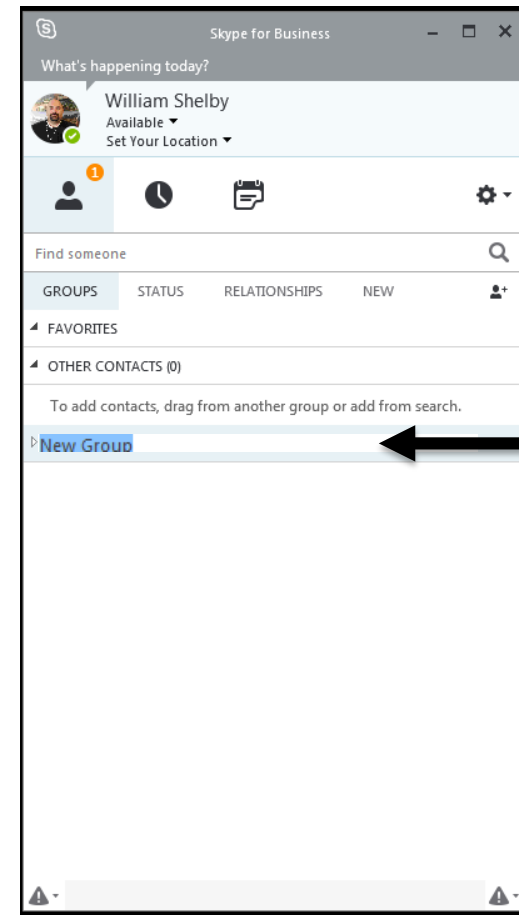 Skype for Business
What's happening today?
William Shelby
Available
Set Your Location
1
Find someone
GROUPS STATUS RELATIONSHIPS NEW
FAVORITES
OTHER CONTACTS (0)
To add contacts, drag from another group or add from search.
New Group